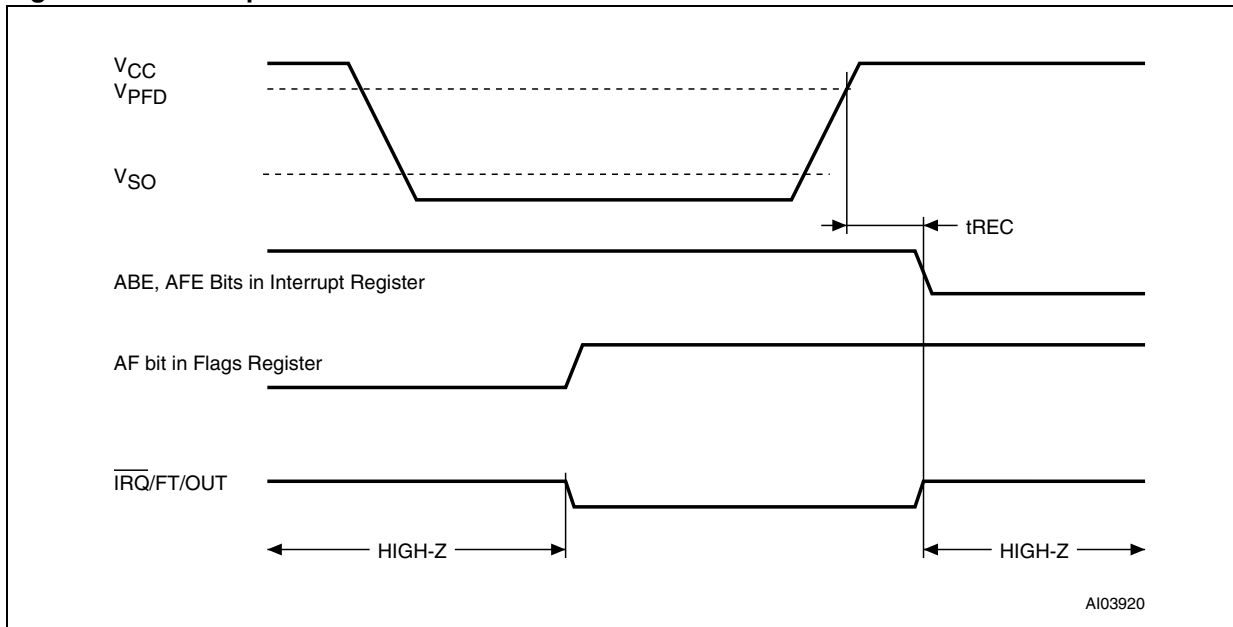 VCC
VPFD
VSO
tREC
ABE, AFE Bits in Interrupt Register
AF bit in Flags Register
IRQ/FT/OUT
HIGH-Z
HIGH-Z
AI03920